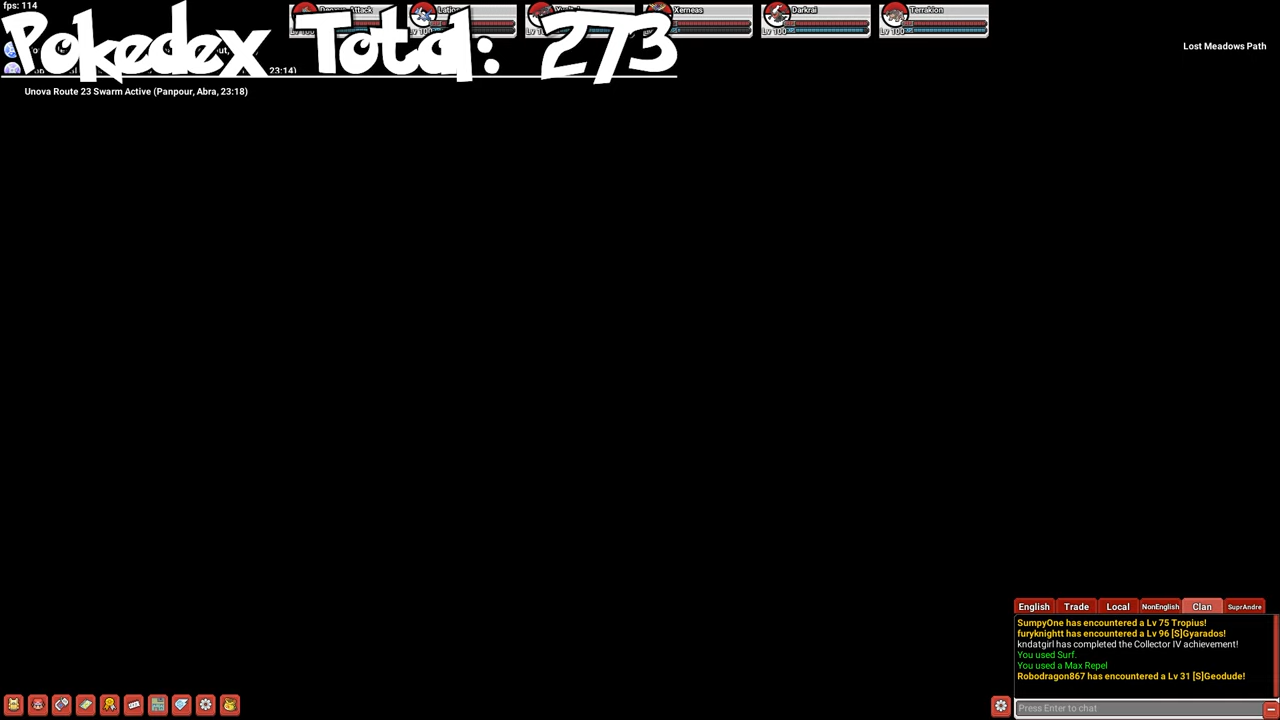 fps: 114
Attack
Xerneas
Darkrai
Terrakion
Lv 100
Lv 100
Lv 100
Pokedex Total: 273
23:14)
Lost Meadows Path
Unova Route 23 Swarm Active (Panpour, Abra, 23:18)
English Trade Local NonEnglish Clan SuprAndre
SumpyOne has encountered a Lv 75 Tropius!
furyknightt has encountered a Lv 96 [S]Gyarados!
kndatgirl has completed the Collector IV achievement!
You used Surf.
You used a Max Repel
Robodragon867 has encountered a Lv 31 [S]Geodude!
Press Enter to chat